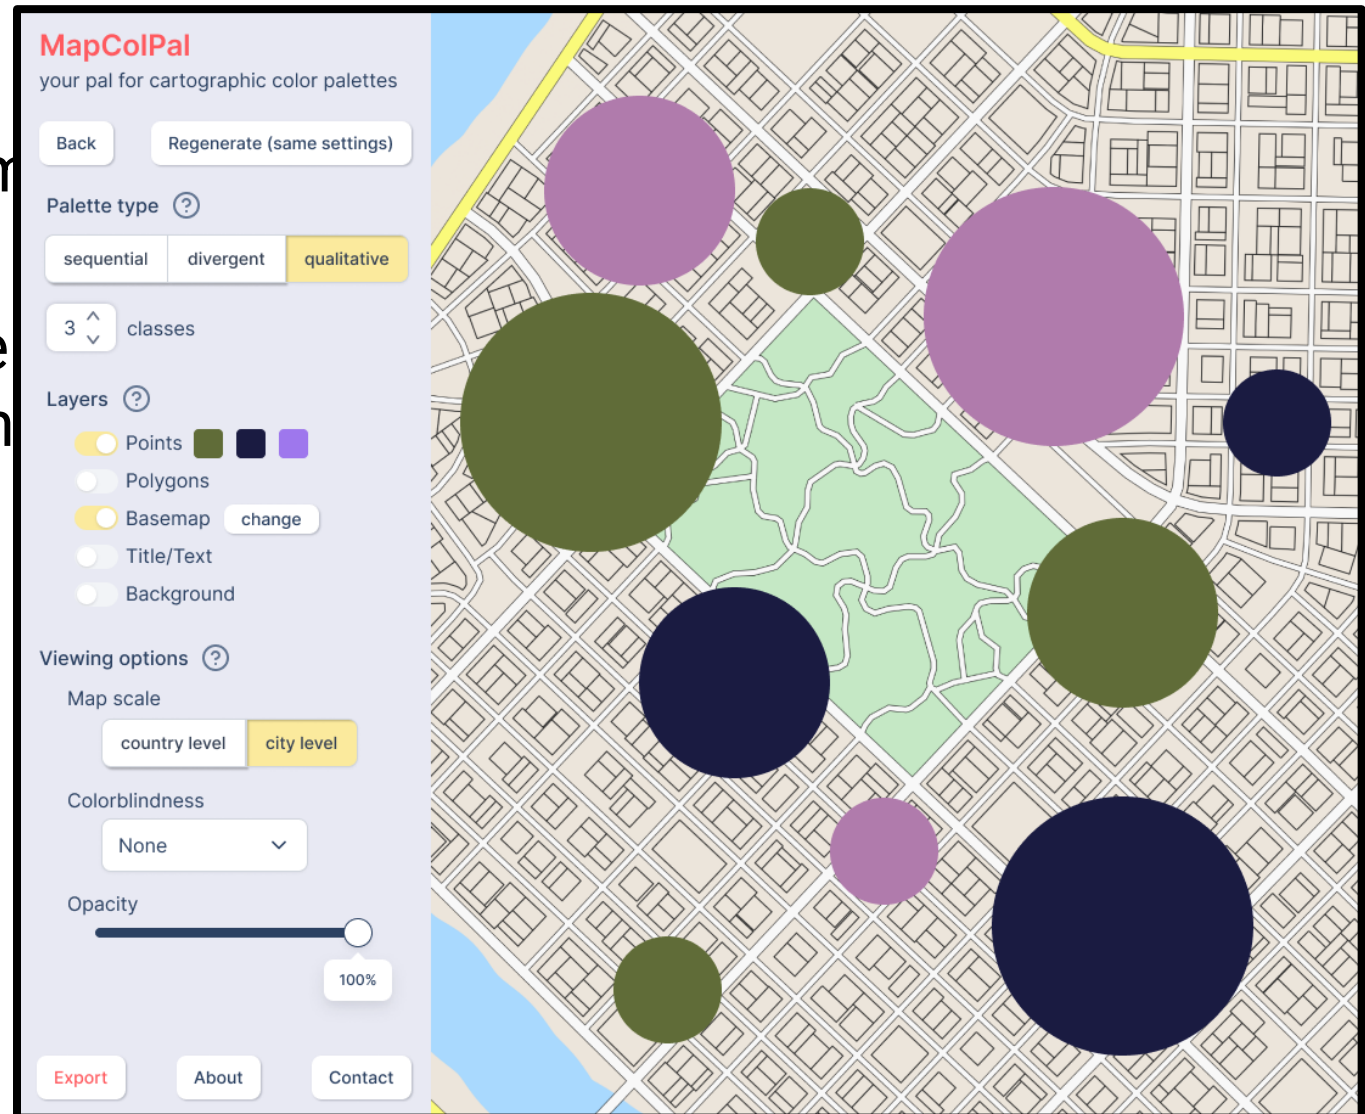 MapColPal
your pal for cartographic color palettes
Back
Regenerate (same settings)
Palette type ?
sequential divergent qualitative
3 classes
Layers ?
Points
Polygons
Basemap change
Title/Text
Background
Viewing options ?
Map scale
country level city level
Colorblindness
None
Opacity
100%
Export About Contact